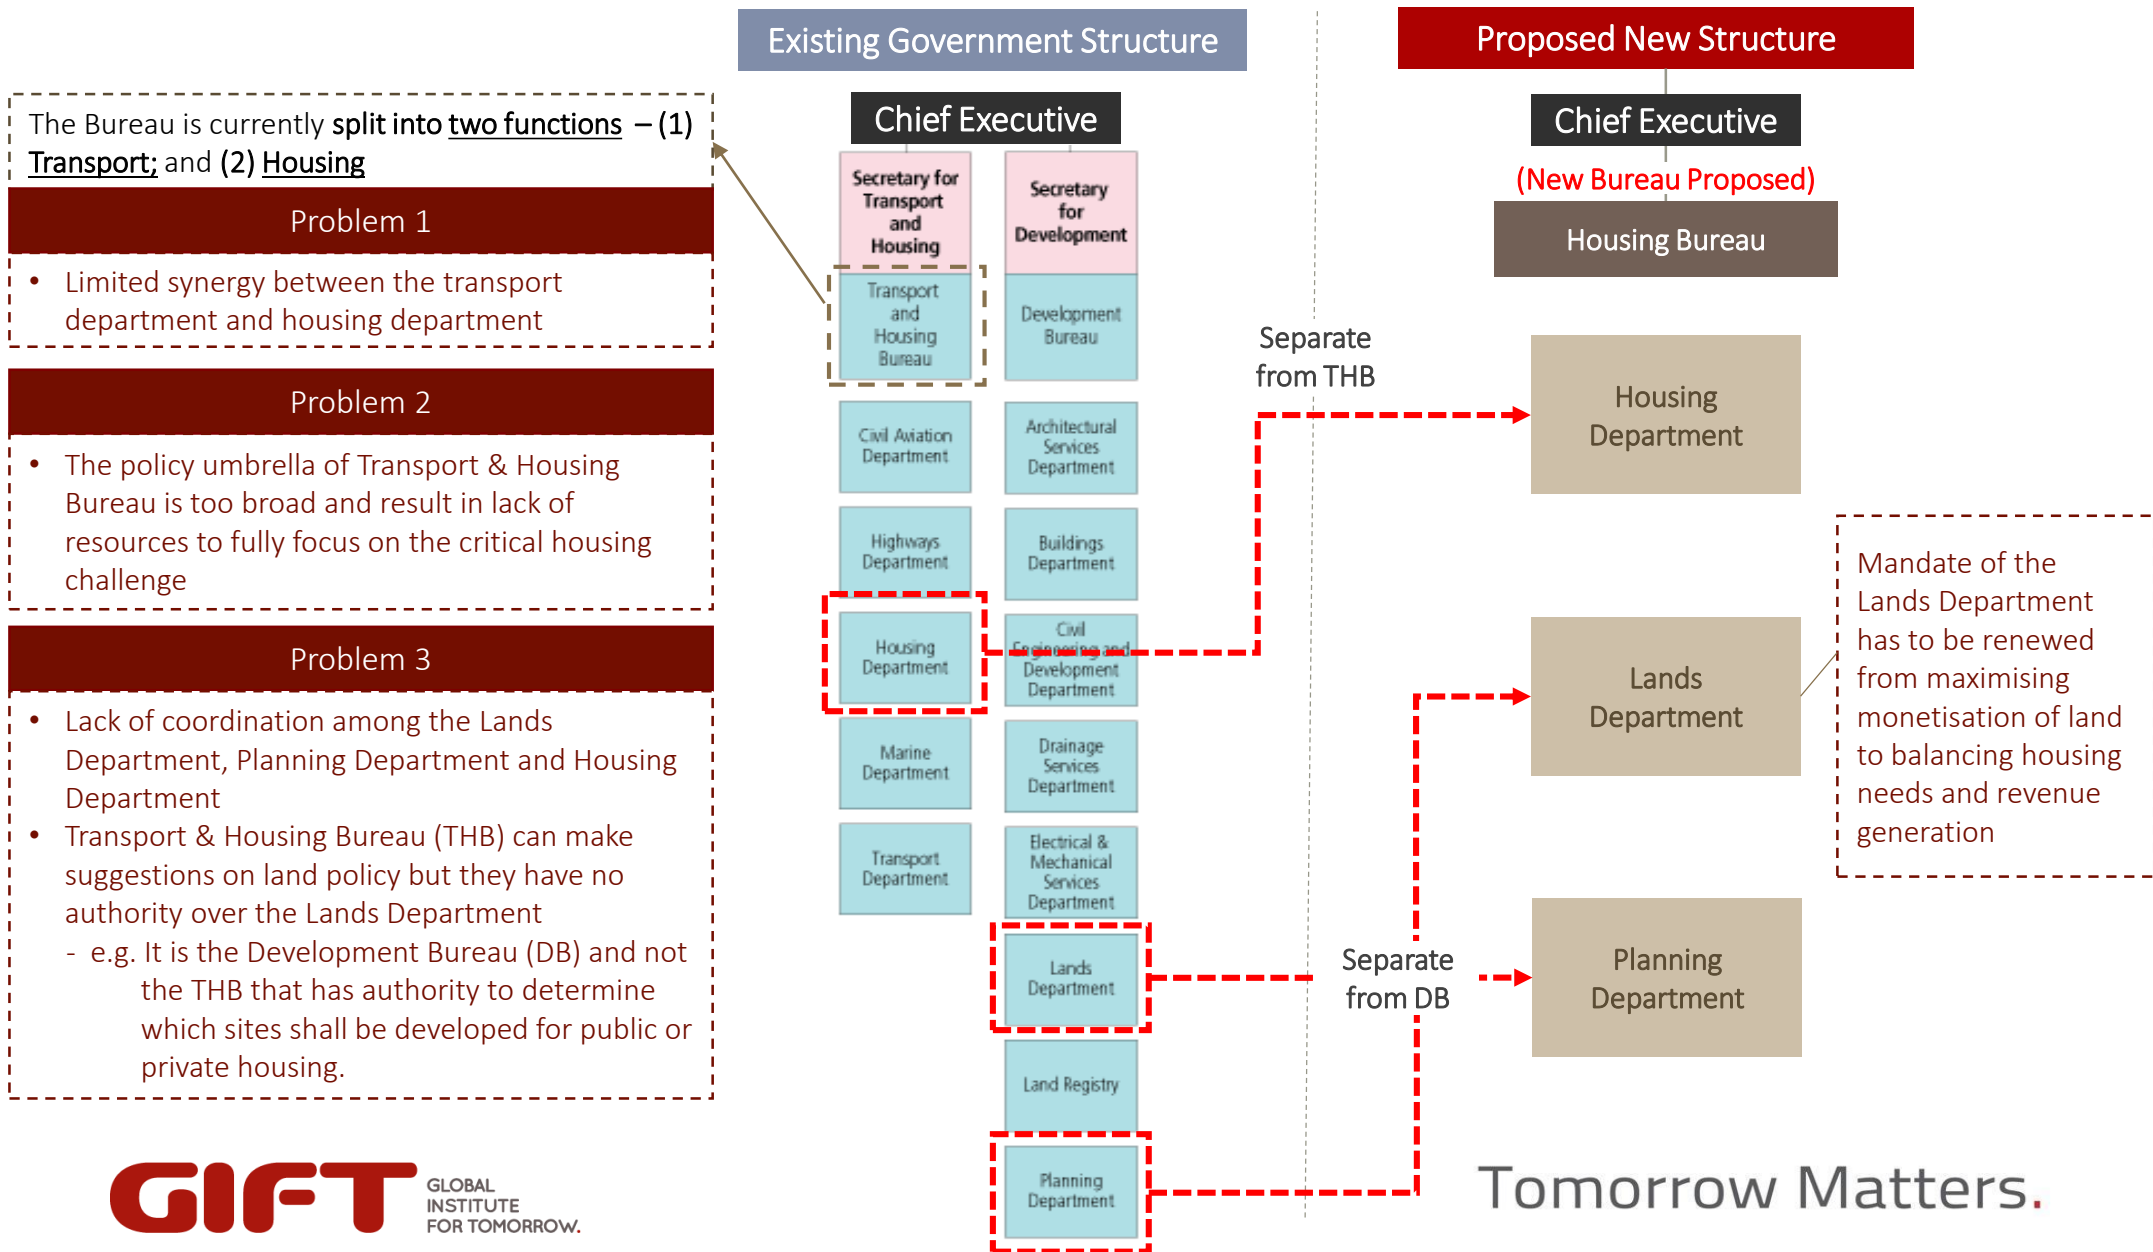 Existing Government Structure
Proposed New Structure
The Bureau is currently split into two functions – (1)
Transport; and (2) Housing
Problem 1
• Limited synergy between the transport
department and housing department
Problem 2
• The policy umbrella of Transport & Housing
Bureau is too broad and result in lack of
resources to fully focus on the critical housing
challenge
Problem 3
• Lack of coordination among the Lands
Department, Planning Department and Housing
Department
• Transport & Housing Bureau (THB) can make
suggestions on land policy but they have no
authority over the Lands Department
- e.g. It is the Development Bureau (DB) and not
the THB that has authority to determine
which sites shall be developed for public or
private housing.
Chief Executive
Secretary for
Transport
and
Housing
Transport
and
Housing
Bureau
Civil Aviation
Department
Highways
Department
Housing
Department
Marine
Department
Transport
Department
Secretary
for
Development
Development
Bureau
Architectural
Services
Department
Buildings
Department
Civil
Engineering and
Development
Department
Drainage
Services
Department
Electrical &
Mechanical
Services
Department
Lands
Department
Land Registry
Planning
Department
Separate
from THB
Separate
from DB
Chief Executive
(New Bureau Proposed)
Housing Bureau
Housing
Department
Lands
Department
Planning
Department
Mandate of the
Lands Department
has to be renewed
from maximising
monetisation of land
to balancing housing
needs and revenue
generation
GIFT
GLOBAL
INSTITUTE
FOR TOMORROW.
Tomorrow Matters.